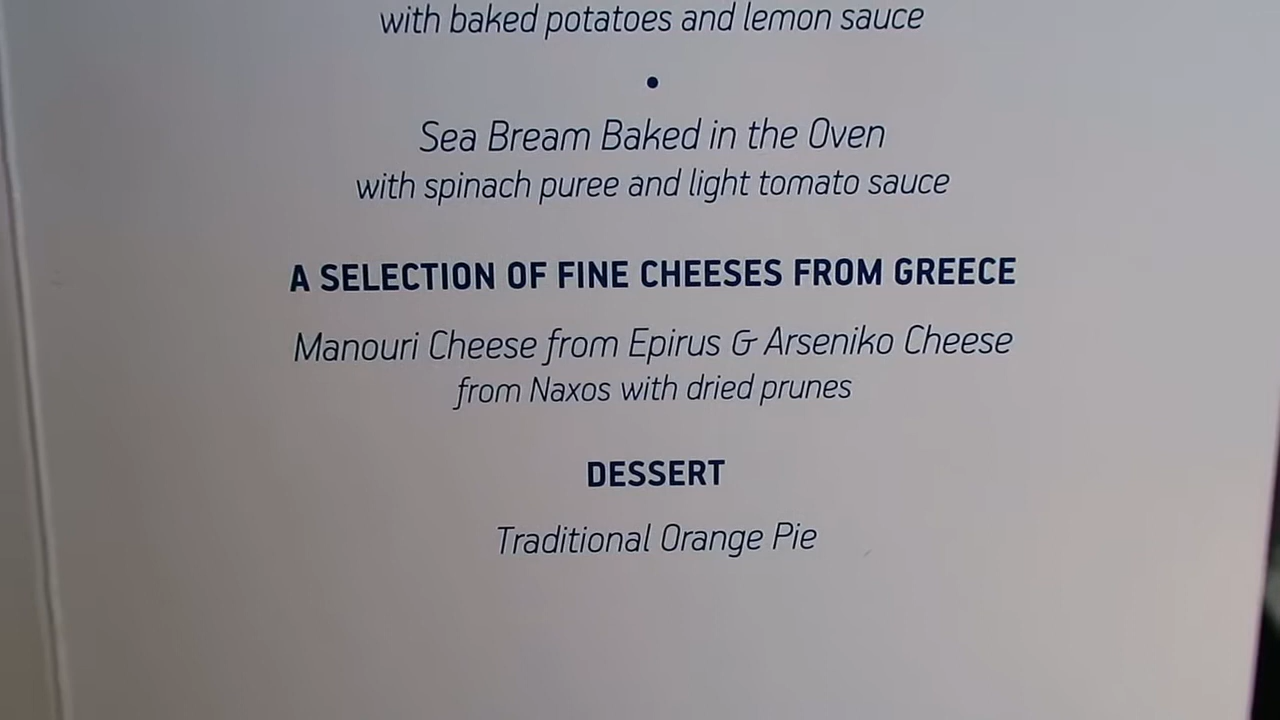 with baked potatoes and lemon sauce
•
Sea Bream Baked in the Oven
with spinach puree and light tomato sauce
A SELECTION OF FINE CHEESES FROM GREECE
Manouri Cheese from Epirus & Arseniko Cheese
from Naxos with dried prunes
DESSERT
Traditional Orange Pie